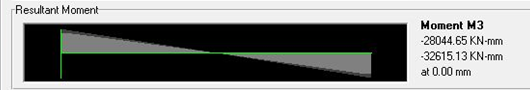 Resultant Moment
Moment M3
-28044.65 KN-mm
-32615.13 KN-mm
at 0.00 mm